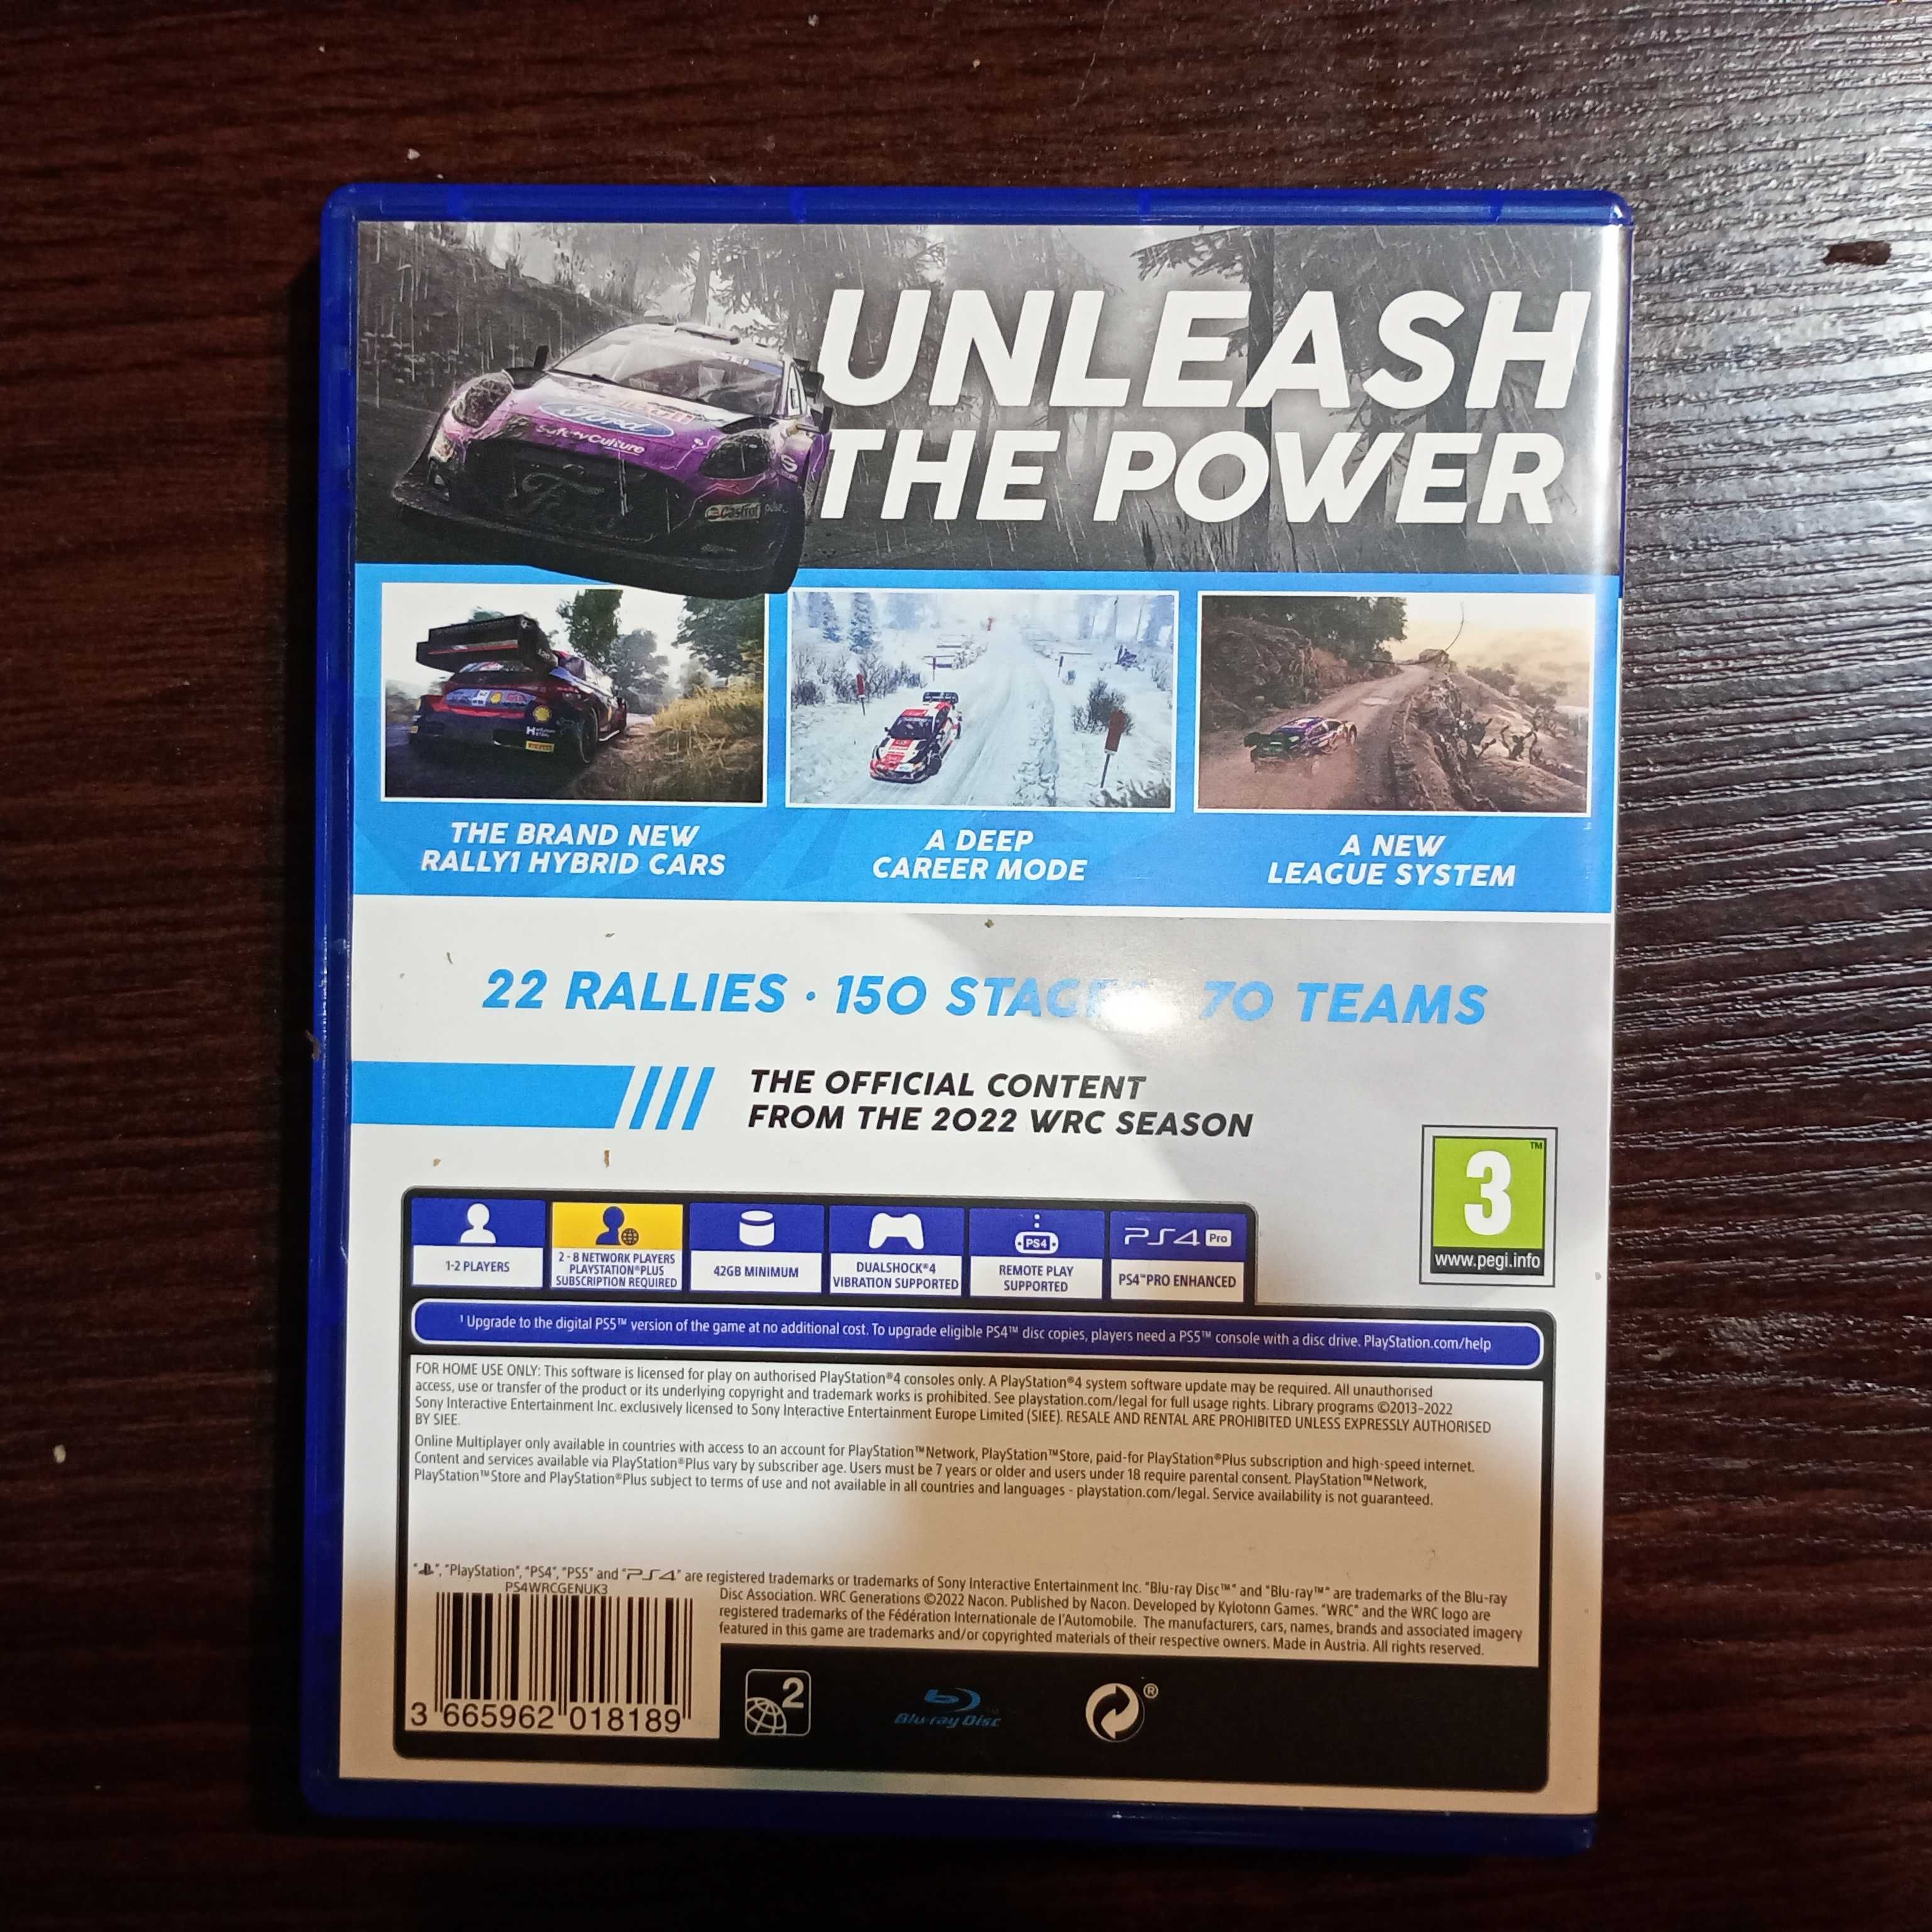 UNLEASH
THE POWER
Ford
SafetyCulture
Castrol
THE BRAND NEW
RALLY1 HYBRID CARS
A DEEP
CAREER MODE
A NEW
LEAGUE SYSTEM
22 RALLIES · 150 70 TEAMS
THE OFFICIAL CONTENT
FROM THE 2022 WRC SEASON
3
TM
www.pegi.info
1-2 PLAYERS
2 - 8 NETWORK PLAYERS
PLAYSTATION®PLUS
SUBSCRIPTION REQUIRED
42GB MINIMUM
DUALSHOCK®4
VIBRATION SUPPORTED
PS4
REMOTE PLAY
SUPPORTED
PS4 Pro
PS4™PRO ENHANCED
¹ Upgrade to the digital PS5™ version of the game at no additional cost. To upgrade eligible PS4™ disc copies, players need a PS5™ console with a disc drive. PlayStation.com/help
FOR HOME USE ONLY: This software is licensed for play on authorised PlayStation®4 consoles only. A PlayStation®4 system software update may be required. All unauthorised
access, use or transfer of the product or its underlying copyright and trademark works is prohibited. See playstation.com/legal for full usage rights. Library programs ©2013-2022
Sony Interactive Entertainment Inc. exclusively licensed to Sony Interactive Entertainment Europe Limited (SIEE). RESALE AND RENTAL ARE PROHIBITED UNLESS EXPRESSLY AUTHORISED
BY SIEE.
Online Multiplayer only available in countries with access to an account for PlayStation™Network, PlayStation™Store, paid-for PlayStation®Plus subscription and high-speed internet.
Content and services available via PlayStation®Plus vary by subscriber age. Users must be 7 years or older and users under 18 require parental consent. PlayStation™Network,
PlayStation™Store and PlayStation®Plus subject to terms of use and not available in all countries and languages - playstation.com/legal. Service availability is not guaranteed.
", "PlayStation", "PS4", "PS5" and "PS4" are registered trademarks or trademarks of Sony Interactive Entertainment Inc. "Blu-ray Disc™" and "Blu-ray™" are trademarks of the Blu-ray
Disc Association. WRC Generations ©2022 Nacon. Published by Nacon. Developed by Kylotonn Games. "WRC" and the WRC logo are
registered trademarks of the Fédération Internationale de l'Automobile. The manufacturers, cars, names, brands and associated imagery
featured in this game are trademarks and/or copyrighted materials of their respective owners. Made in Austria. All rights reserved.
PS4WRCGENUK3
3 665962 018189
2
Blu-ray Disc
®